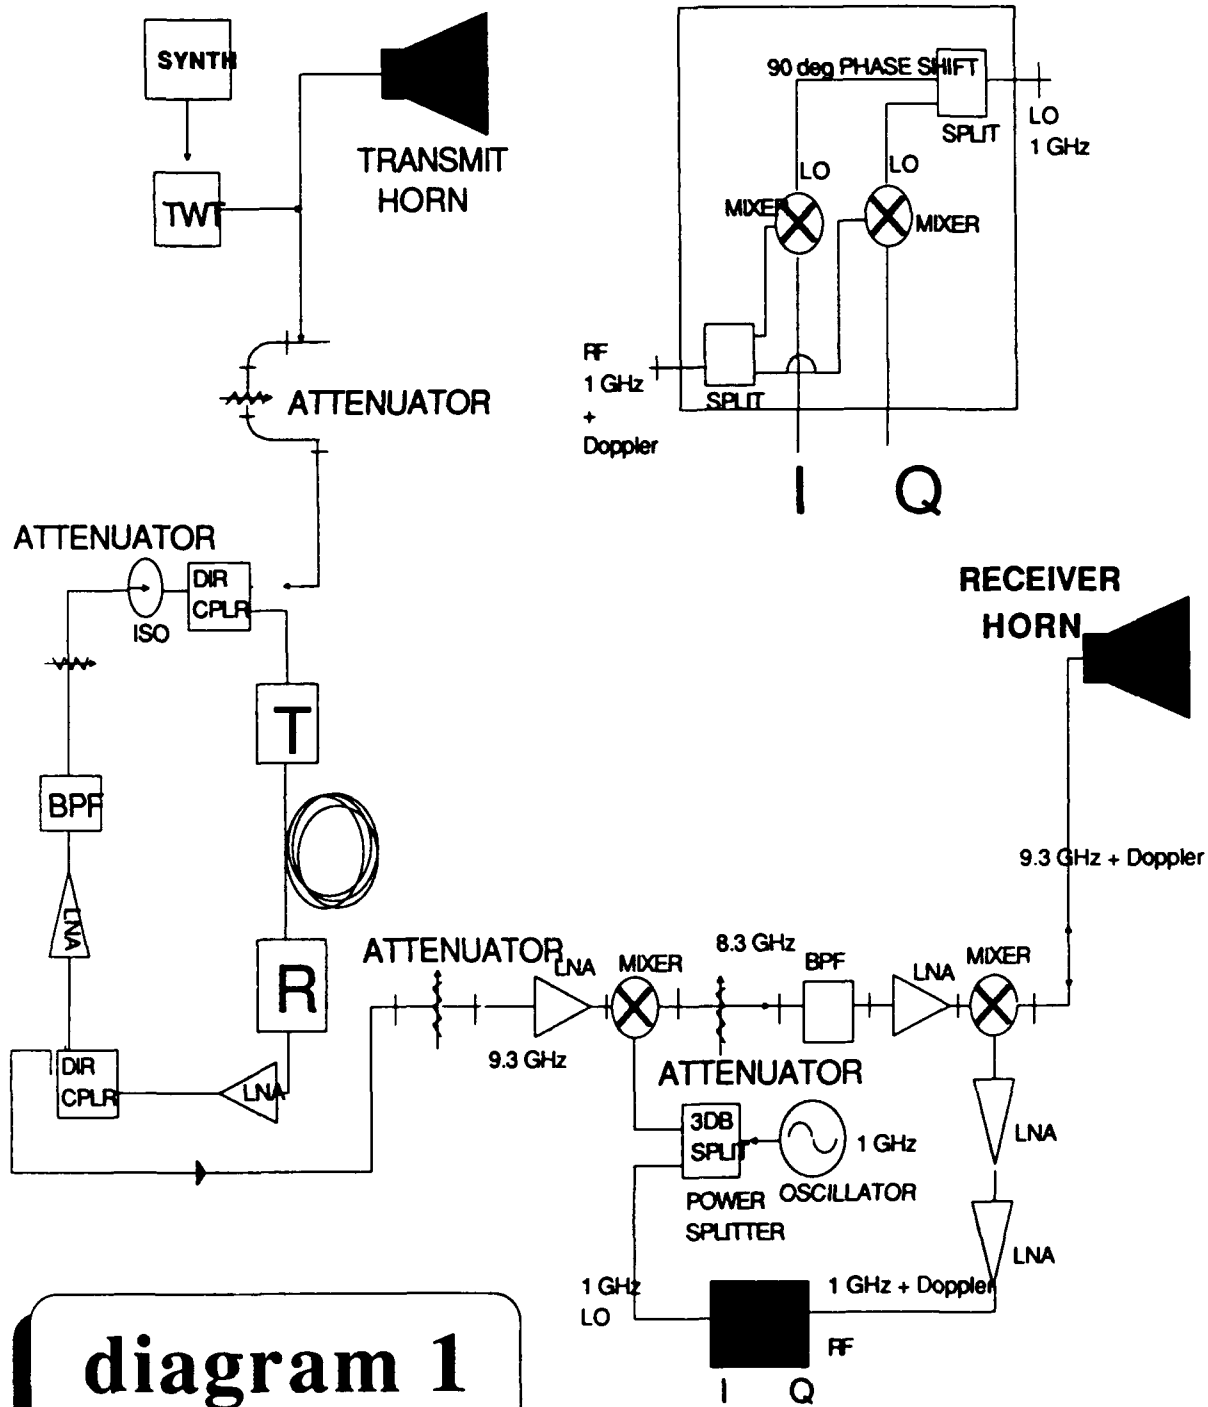 SYNTH
TWT
TRANSMIT
HORN
ATTENUATOR
90 deg PHASE SHIFT
SPLIT
LO
1 GHz
LO
LO
MIXER
MIXER
RF
1 GHz
+
Doppler
SPLIT
I
Q
ATTENUATOR
ISO
DIR
CPLR
T
BPF
LNA
R
DIR
CPLR
LNA
RECEIVER
HORN
9.3 GHz + Doppler
ATTENUATOR
LNA
MIXER
8.3 GHz
BPF
LNA
MIXER
9.3 GHz
ATTENUATOR
3DB
SPLIT
1 GHz
OSCILLATOR
POWER
SPLITTER
LNA
LNA
1 GHz
LO
1 GHz + Doppler
RF
I
Q
diagram 1